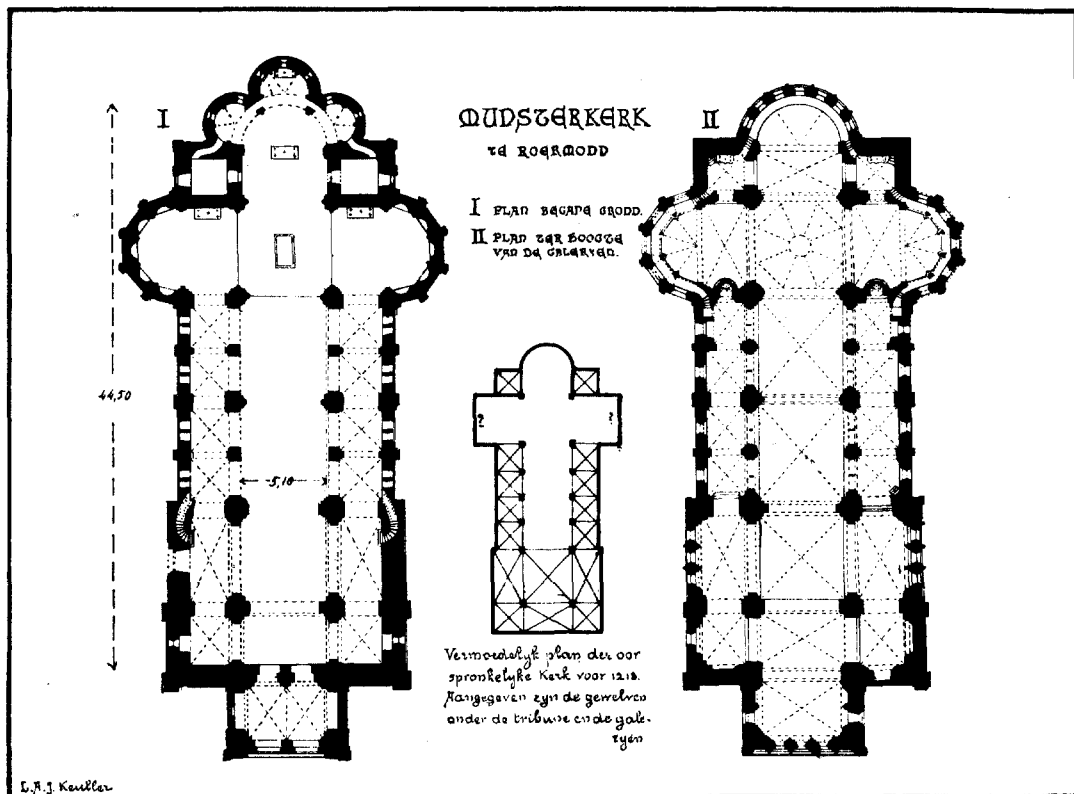 I
MUNSTERKERK
TE ROERMOND
II
I PLAN BEGANE GROND.
II PLAN TER HOOGTE
VAN DE GALERYEN.
44,50
5,10
?
?
Vermoedelyk plan der oor
spronkelyke Kerk voor 1218.
Aangegeven zyn de gewelven
onder de tribune en de gale-
ryen
L.A.J. Keuller